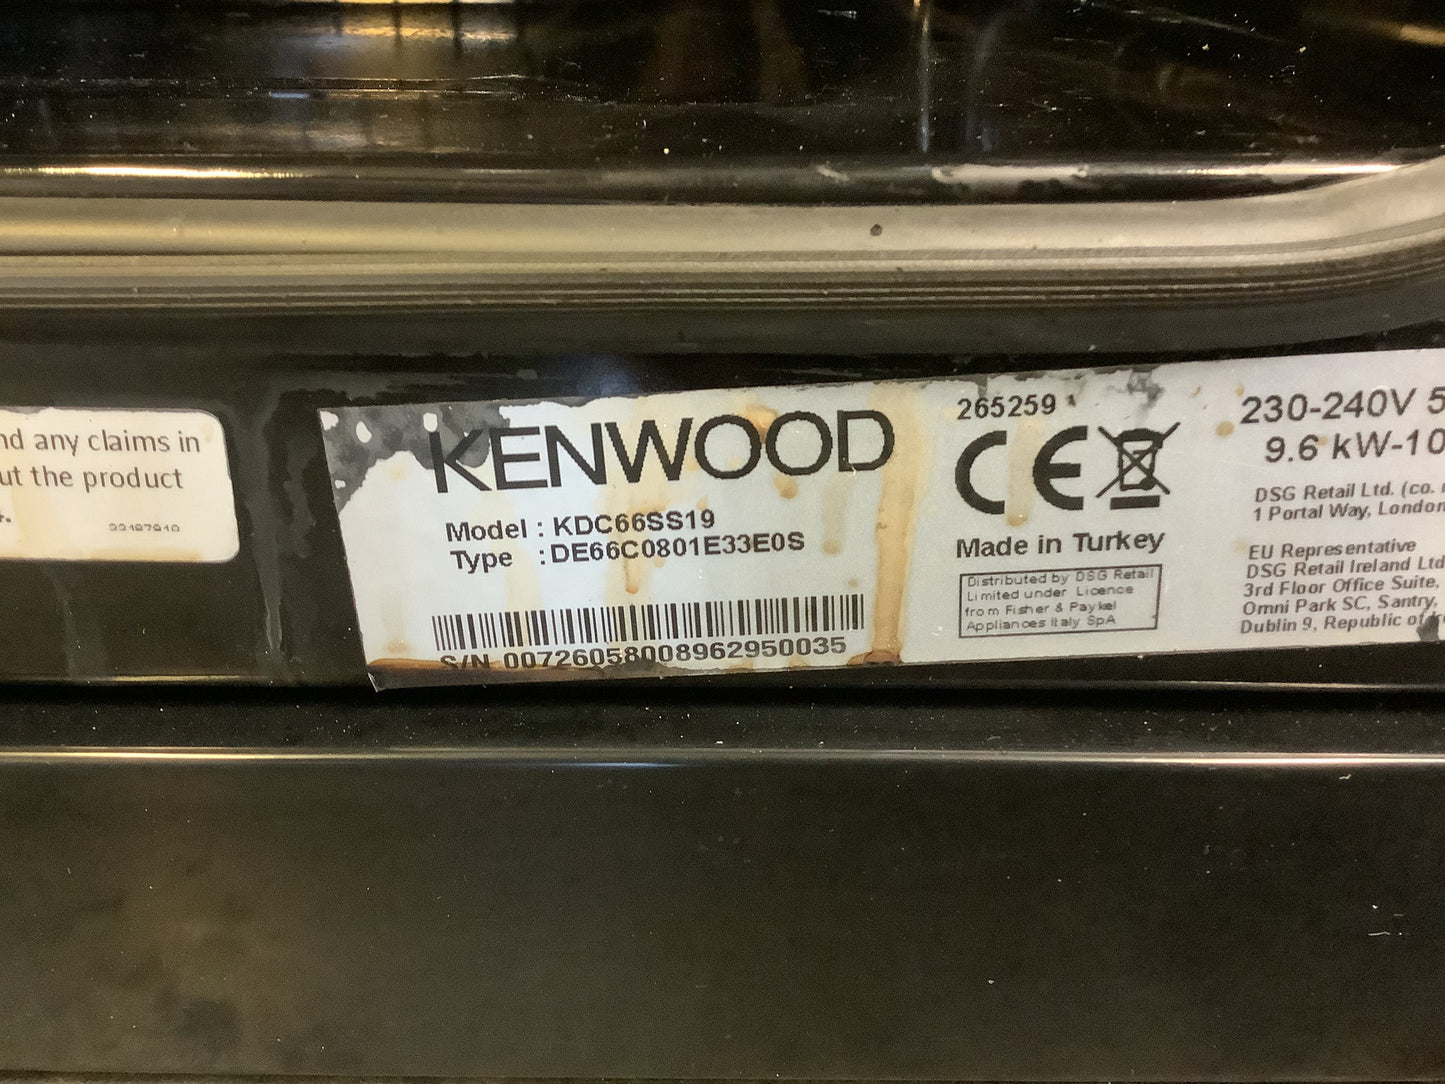 nd any claims in
ut the product
.
22197910
KENWOOD
Model : KDC66SS19
Type : DE66C0801E33E0S
S/N 00726058008962950035
265259
CE
Made in Turkey
Distributed by DSG Retail
Limited under Licence
from Fisher & Paykel
Appliances Italy SpA
230-240V 5
9.6 kW-10
DSG Retail Ltd. (co.
1 Portal Way, London
EU Representative
DSG Retail Ireland Ltd
3rd Floor Office Suite,
Omni Park SC, Santry,
Dublin 9, Republic of